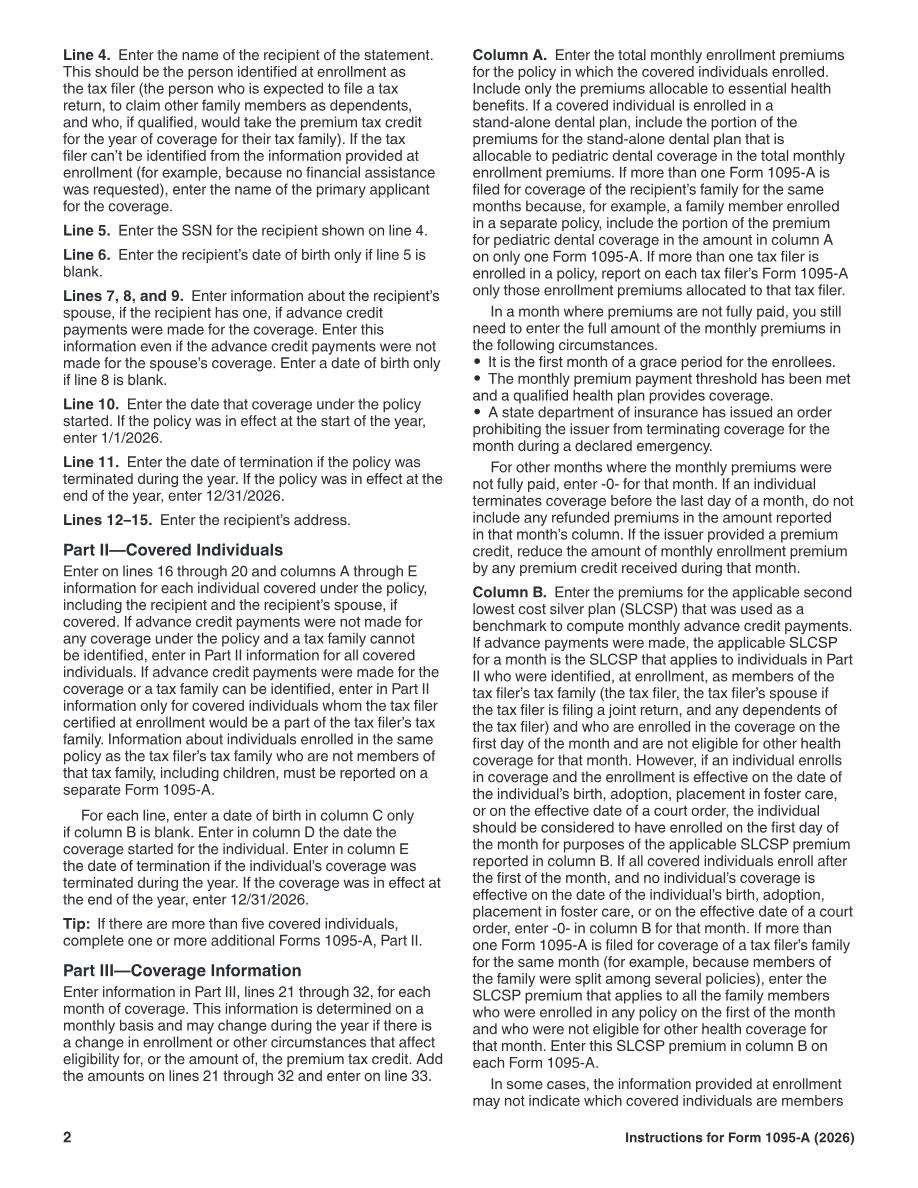 Line 4. Enter the name of the recipient of the statement.
This should be the person identified at enrollment as
the tax filer (the person who is expected to file a tax
return, to claim other family members as dependents,
and who, if qualified, would take the premium tax credit
for the year of coverage for their tax family). If the tax
filer can't be identified from the information provided at
enrollment (for example, because no financial assistance
was requested), enter the name of the primary applicant
for the coverage.
Line 5. Enter the SSN for the recipient shown on line 4.
Line 6. Enter the recipient's date of birth only if line 5 is
blank.
Lines 7, 8, and 9. Enter information about the recipient's
spouse, if the recipient has one, if advance credit
payments were made for the coverage. Enter this
information even if the advance credit payments were not
made for the spouse's coverage. Enter a date of birth only
if line 8 is blank.
Line 10. Enter the date that coverage under the policy
started. If the policy was in effect at the start of the year,
enter 1/1/2026.
Line 11. Enter the date of termination if the policy was
terminated during the year. If the policy was in effect at the
end of the year, enter 12/31/2026.
Lines 12–15. Enter the recipient's address.
Part II—Covered Individuals
Enter on lines 16 through 20 and columns A through E
information for each individual covered under the policy,
including the recipient and the recipient's spouse, if
covered. If advance credit payments were not made for
any coverage under the policy and a tax family cannot
be identified, enter in Part II information for all covered
individuals. If advance credit payments were made for the
coverage or a tax family can be identified, enter in Part II
information only for covered individuals whom the tax filer
certified at enrollment would be a part of the tax filer's tax
family. Information about individuals enrolled in the same
policy as the tax filer's tax family who are not members of
that tax family, including children, must be reported on a
separate Form 1095-A.
For each line, enter a date of birth in column C only
if column B is blank. Enter in column D the date the
coverage started for the individual. Enter in column E
the date of termination if the individual's coverage was
terminated during the year. If the coverage was in effect at
the end of the year, enter 12/31/2026.
Tip: If there are more than five covered individuals,
complete one or more additional Forms 1095-A, Part II.
Part III—Coverage Information
Enter information in Part III, lines 21 through 32, for each
month of coverage. This information is determined on a
monthly basis and may change during the year if there is
a change in enrollment or other circumstances that affect
eligibility for, or the amount of, the premium tax credit. Add
the amounts on lines 21 through 32 and enter on line 33.
Column A. Enter the total monthly enrollment premiums
for the policy in which the covered individuals enrolled.
Include only the premiums allocable to essential health
benefits. If a covered individual is enrolled in a
stand-alone dental plan, include the portion of the
premiums for the stand-alone dental plan that is
allocable to pediatric dental coverage in the total monthly
enrollment premiums. If more than one Form 1095-A is
filed for coverage of the recipient's family for the same
months because, for example, a family member enrolled
in a separate policy, include the portion of the premium
for pediatric dental coverage in the amount in column A
on only one Form 1095-A. If more than one tax filer is
enrolled in a policy, report on each tax filer's Form 1095-A
only those enrollment premiums allocated to that tax filer.
In a month where premiums are not fully paid, you still
need to enter the full amount of the monthly premiums in
the following circumstances.
• It is the first month of a grace period for the enrollees.
• The monthly premium payment threshold has been met
and a qualified health plan provides coverage.
• A state department of insurance has issued an order
prohibiting the issuer from terminating coverage for the
month during a declared emergency.
For other months where the monthly premiums were
not fully paid, enter -0- for that month. If an individual
terminates coverage before the last day of a month, do not
include any refunded premiums in the amount reported
in that month's column. If the issuer provided a premium
credit, reduce the amount of monthly enrollment premium
by any premium credit received during that month.
Column B. Enter the premiums for the applicable second
lowest cost silver plan (SLCSP) that was used as a
benchmark to compute monthly advance credit payments.
If advance payments were made, the applicable SLCSP
for a month is the SLCSP that applies to individuals in Part
II who were identified, at enrollment, as members of the
tax filer's tax family (the tax filer, the tax filer's spouse if
the tax filer is filing a joint return, and any dependents of
the tax filer) and who are enrolled in the coverage on the
first day of the month and are not eligible for other health
coverage for that month. However, if an individual enrolls
in coverage and the enrollment is effective on the date of
the individual's birth, adoption, placement in foster care,
or on the effective date of a court order, the individual
should be considered to have enrolled on the first day of
the month for purposes of the applicable SLCSP premium
reported in column B. If all covered individuals enroll after
the first of the month, and no individual's coverage is
effective on the date of the individual's birth, adoption,
placement in foster care, or on the effective date of a court
order, enter -0- in column B for that month. If more than
one Form 1095-A is filed for coverage of a tax filer's family
for the same month (for example, because members of
the family were split among several policies), enter the
SLCSP premium that applies to all the family members
who were enrolled in any policy on the first of the month
and who were not eligible for other health coverage for
that month. Enter this SLCSP premium in column B on
each Form 1095-A.
In some cases, the information provided at enrollment
may not indicate which covered individuals are members
2
Instructions for Form 1095-A (2026)